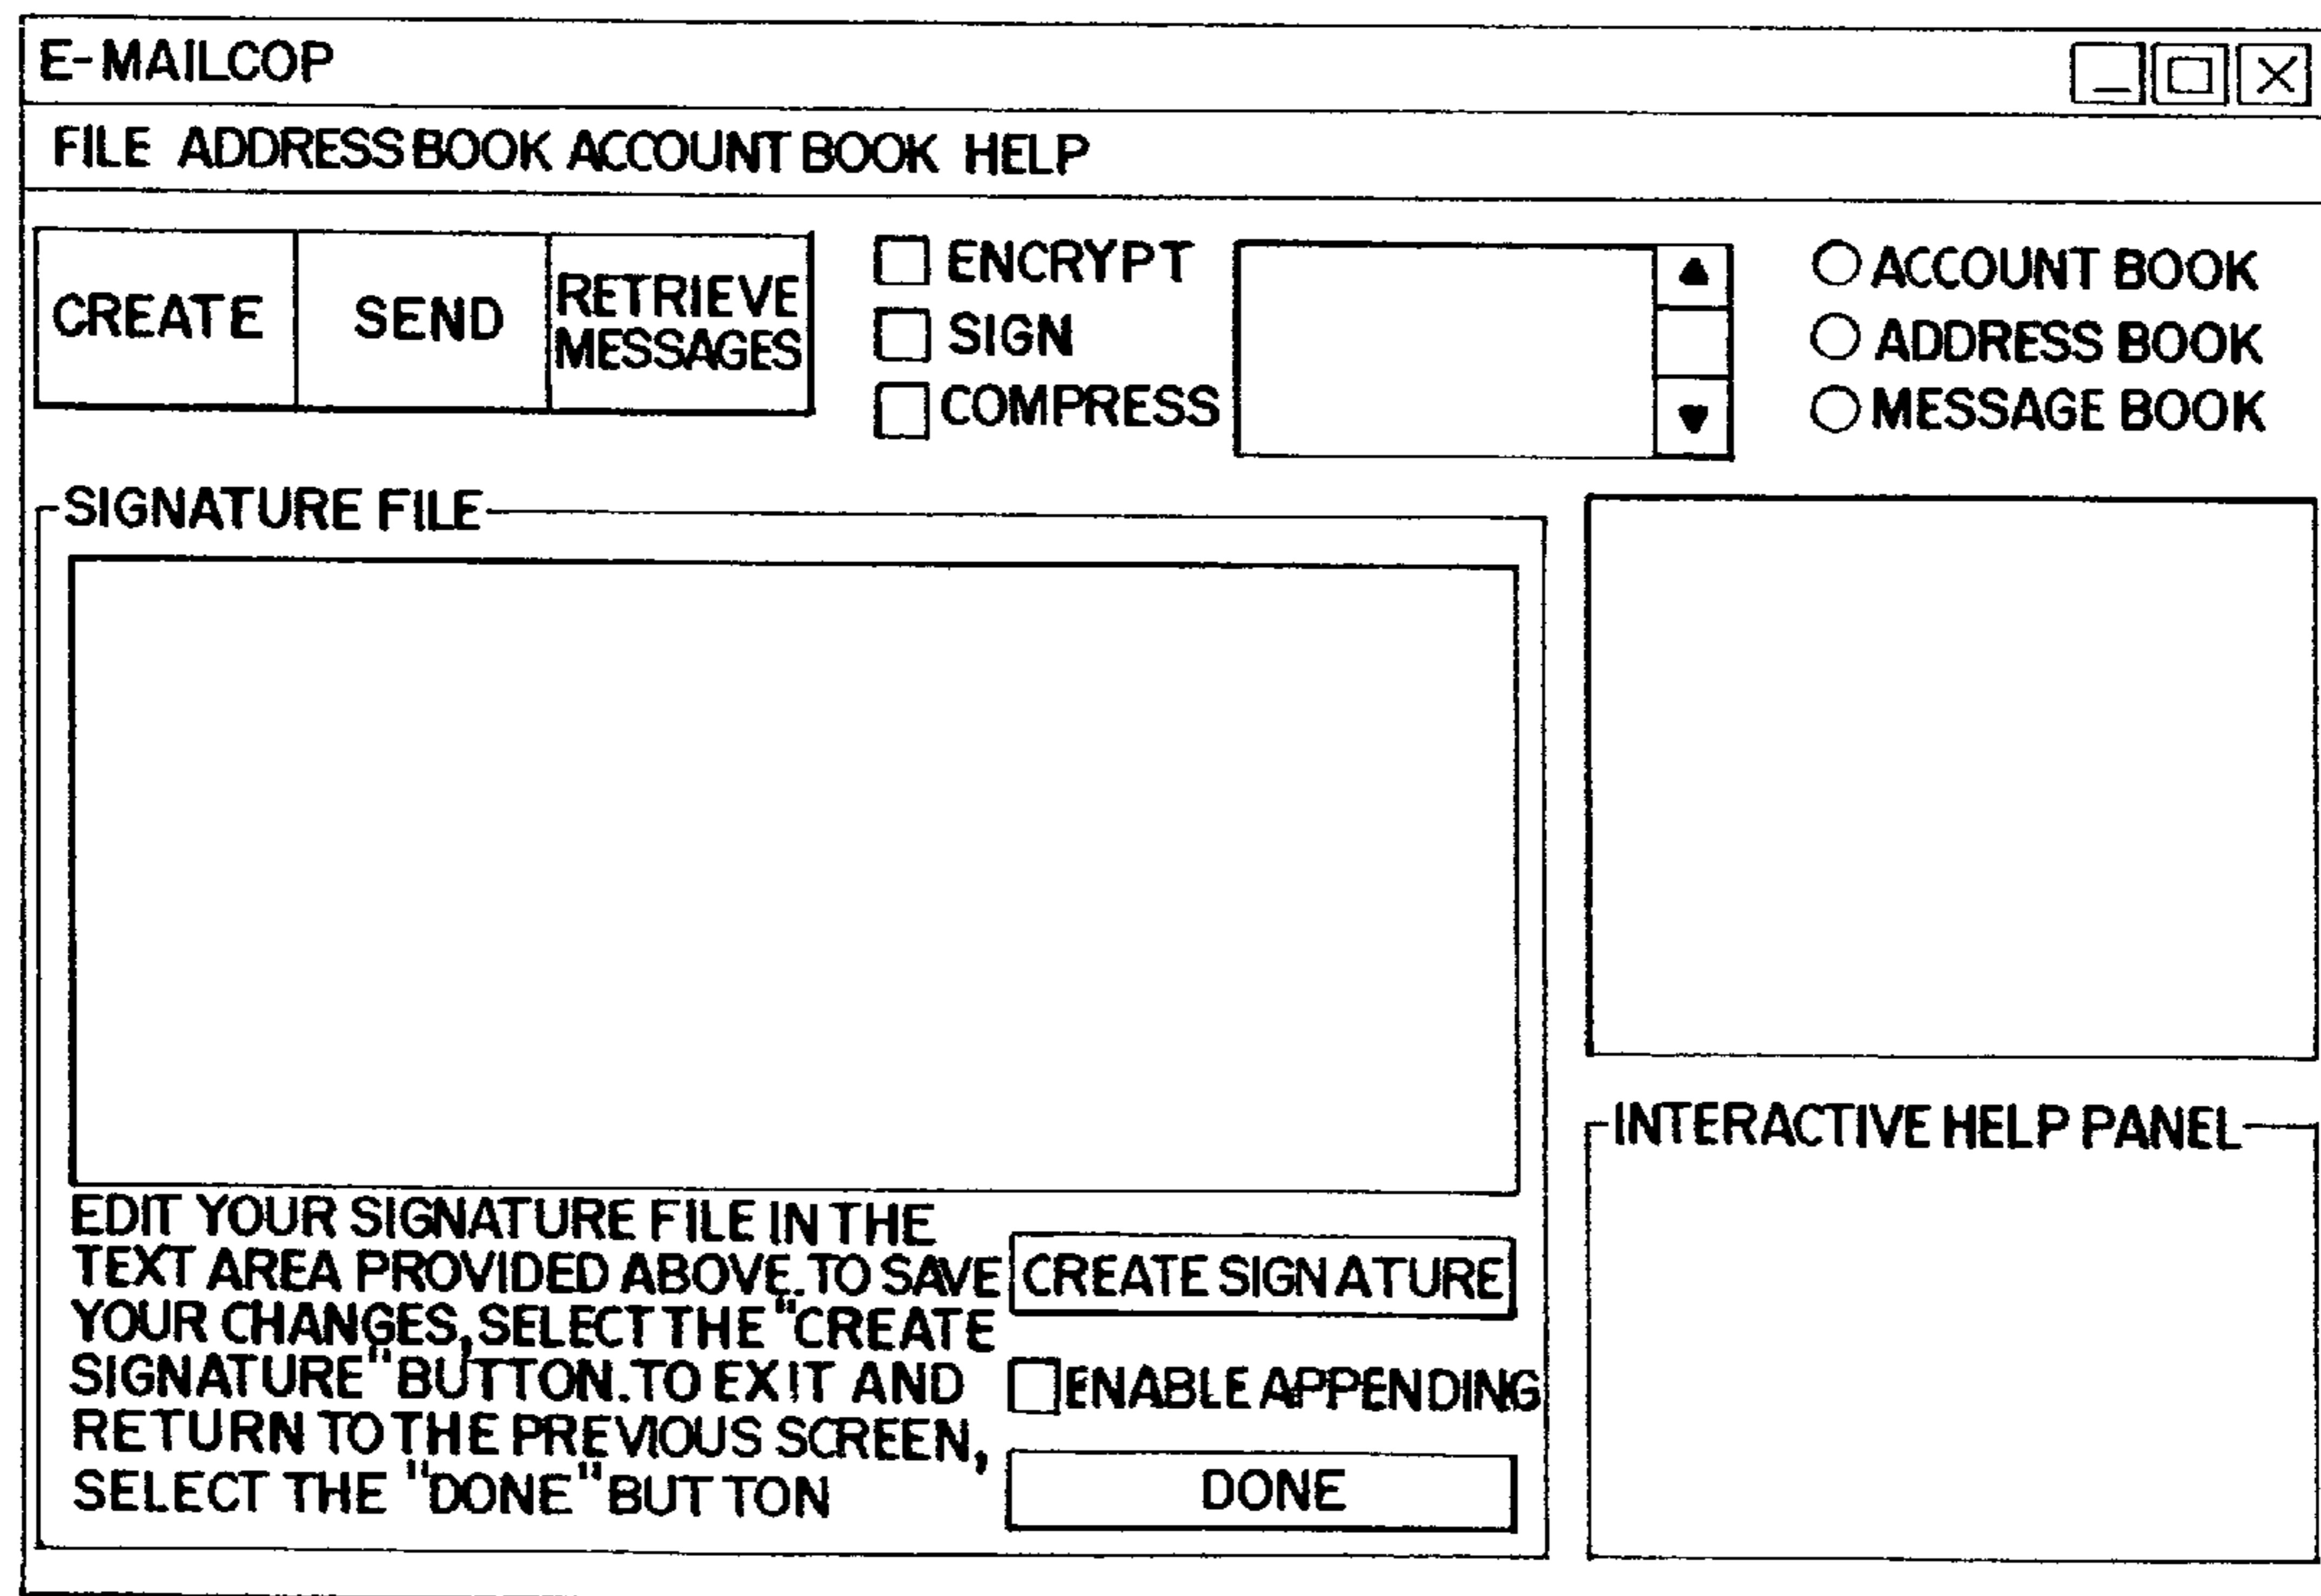 E-MAILCOP
FILE ADDRESS BOOK ACCOUNT BOOK HELP
CREATE
SEND
RETRIEVE
MESSAGES
ENCRYPT
SIGN
COMPRESS
ACCOUNT BOOK
ADDRESS BOOK
MESSAGE BOOK
SIGNATURE FILE
EDIT YOUR SIGNATURE FILE IN THE
TEXT AREA PROVIDED ABOVE. TO SAVE
YOUR CHANGES, SELECT THE "CREATE
SIGNATURE" BUTTON. TO EXIT AND
RETURN TO THE PREVIOUS SCREEN,
SELECT THE "DONE" BUTTON
CREATE SIGNATURE
ENABLE APPENDING
DONE
INTERACTIVE HELP PANEL